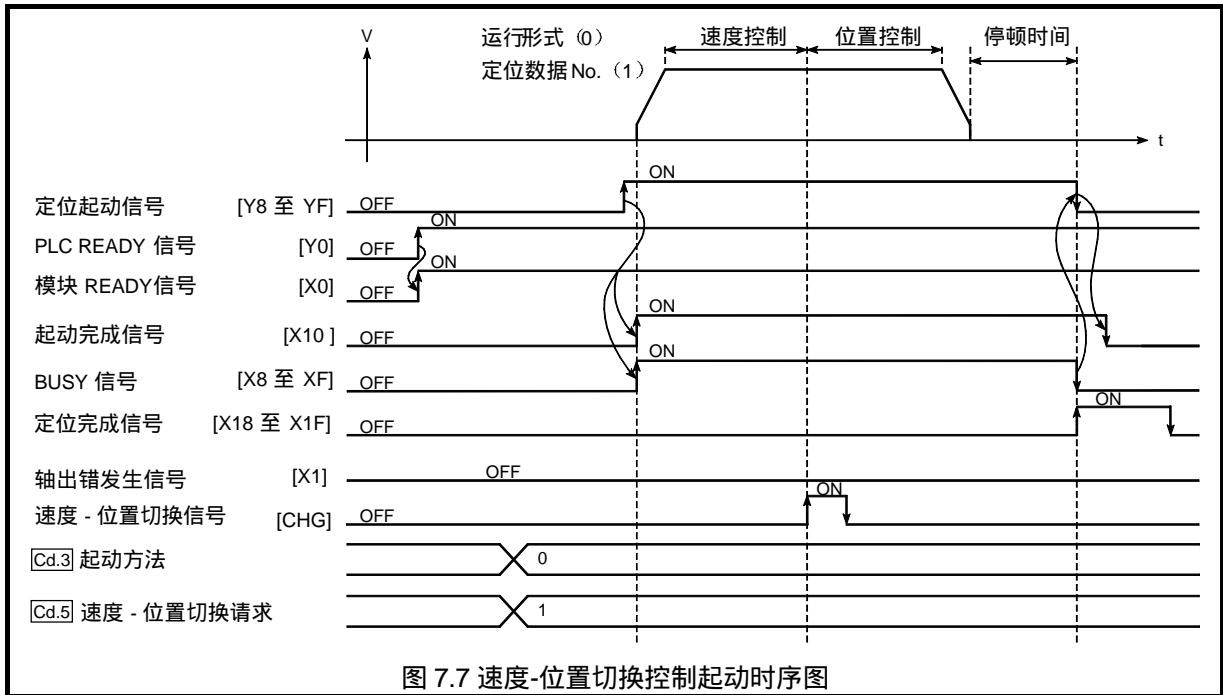 V
运行形式（0） 速度控制 位置控制 停顿时间
定位数据No.（1）
t
ON
定位起动信号 [Y8 至 YF] OFF
ON
PLC READY 信号 [Y0] OFF
ON
模块 READY信号 [X0] OFF
ON
起动完成信号 [X10 ] OFF
ON
BUSY 信号 [X8 至 XF] OFF
ON
定位完成信号 [X18 至 X1F] OFF
轴出错发生信号 [X1] OFF
ON
速度 - 位置切换信号 [CHG] OFF
Cd.3 起动方法 0
Cd.5 速度 - 位置切换请求 1
图 7.7 速度-位置切换控制起动时序图